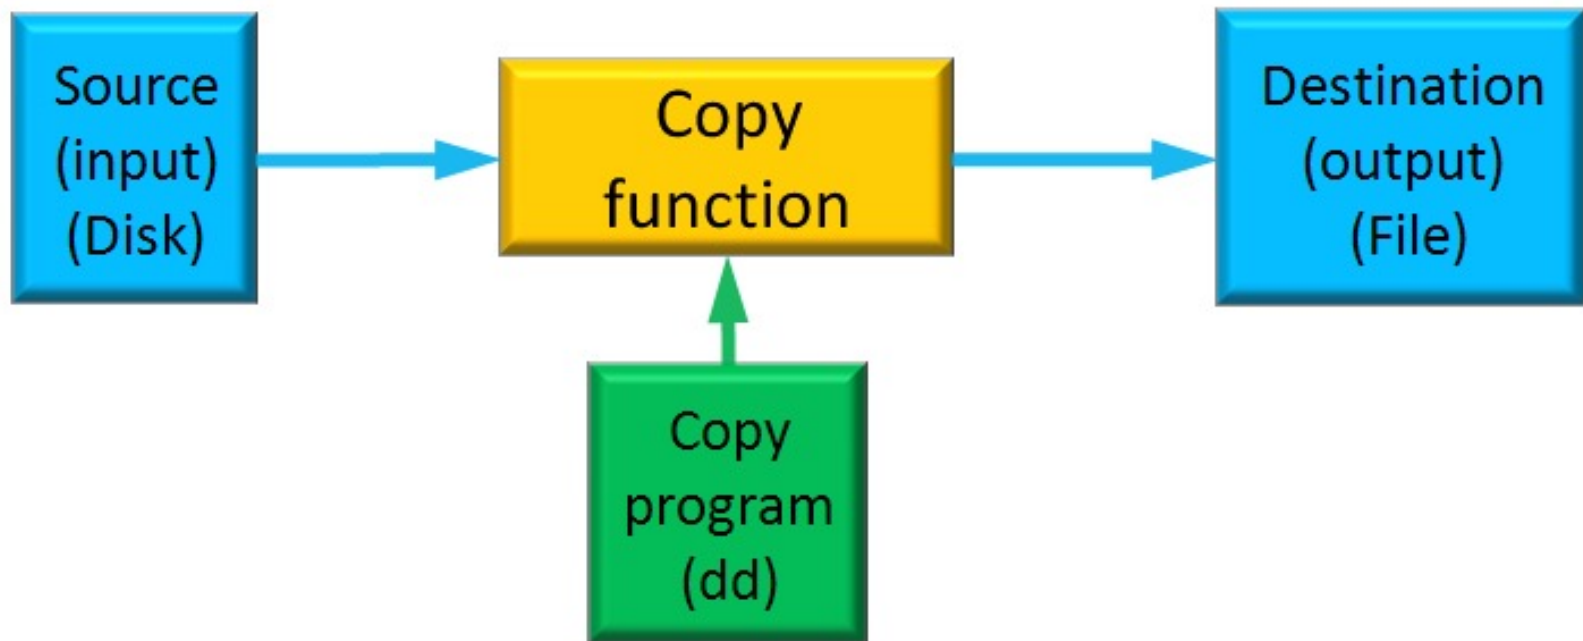 Source
(input)
(Disk)
Copy
function
Destination
(output)
(File)
Copy
program
(dd)